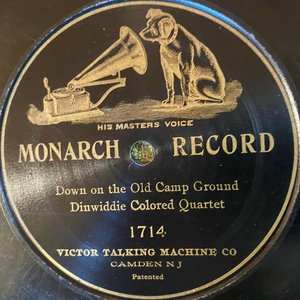 HIS MASTERS VOICE
MONARCH RECORD
Down on the Old Camp Ground
Dinwiddie Colored Quartet
1714
VICTOR TALKING MACHINE CO
CAMDEN N J
Patented